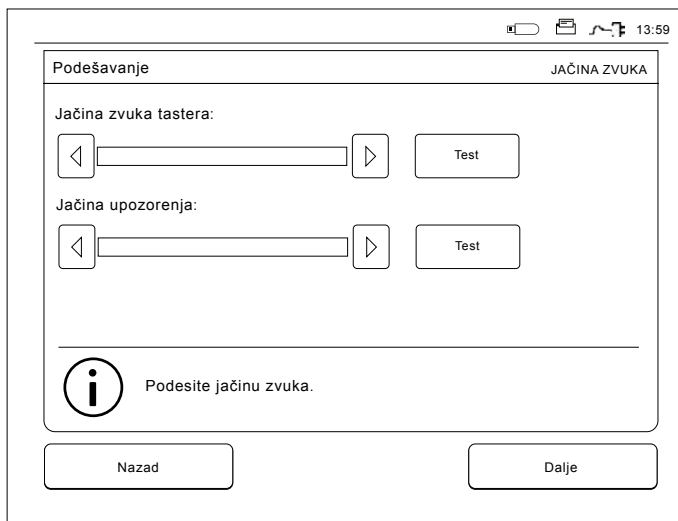 13:59
Podešavanje JAČINA ZVUKA
Jačina zvuka tastera:
Test
Jačina upozorenja:
Test
Podesite jačinu zvuka.
Nazad Dalje